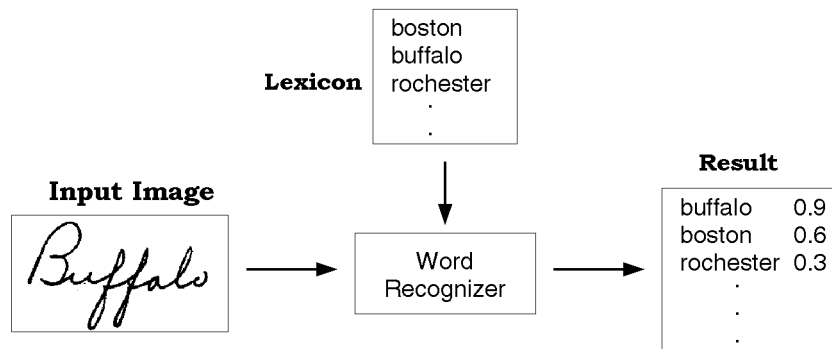 boston
buffalo
rochester
.
.
Lexicon
Input Image
Buffalo
Word
Recognizer
Result
buffalo 0.9
boston 0.6
rochester 0.3
.
.
.